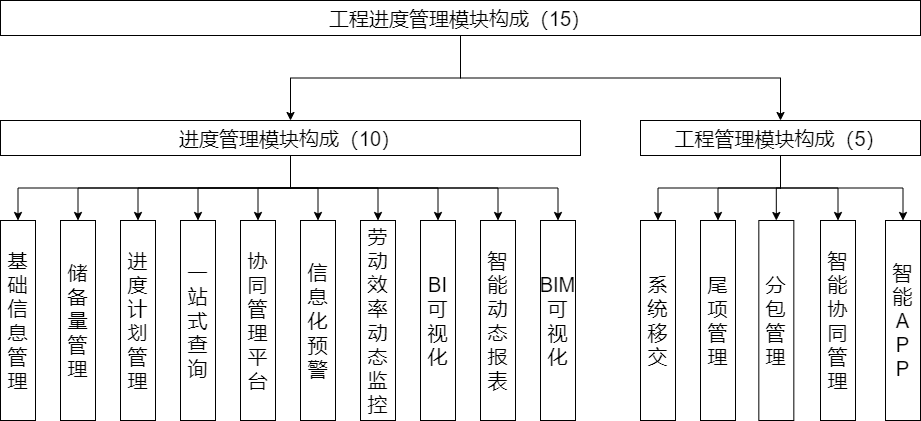 工程进度管理模块构成（15）
进度管理模块构成（10）
工程管理模块构成（5）
基础信息管理
储备量管理
进度计划管理
一站式查询
协同管理平台
信息化预警
劳动效率动态监控
BI可视化
智能动态报表
BIM可视化
系统移交
尾项管理
分包管理
智能协同管理
智能APP